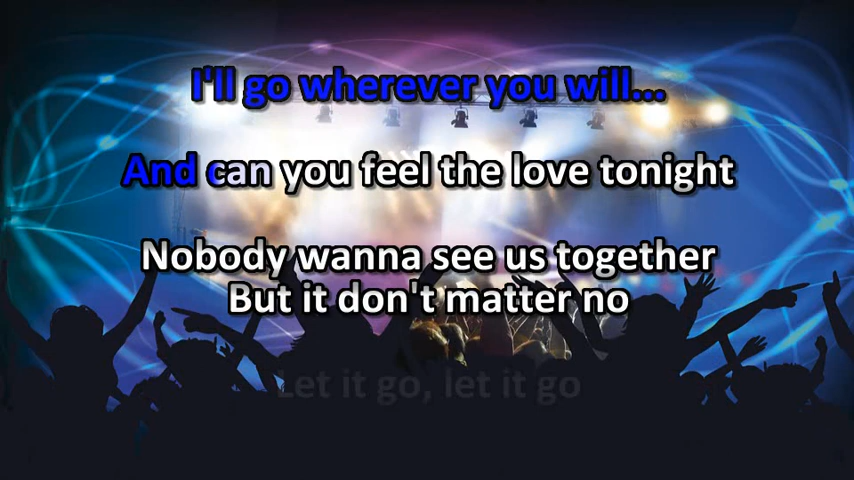 I'll go wherever you will...
And can you feel the love tonight
Nobody wanna see us together
But it don't matter no
Let it go, let it go